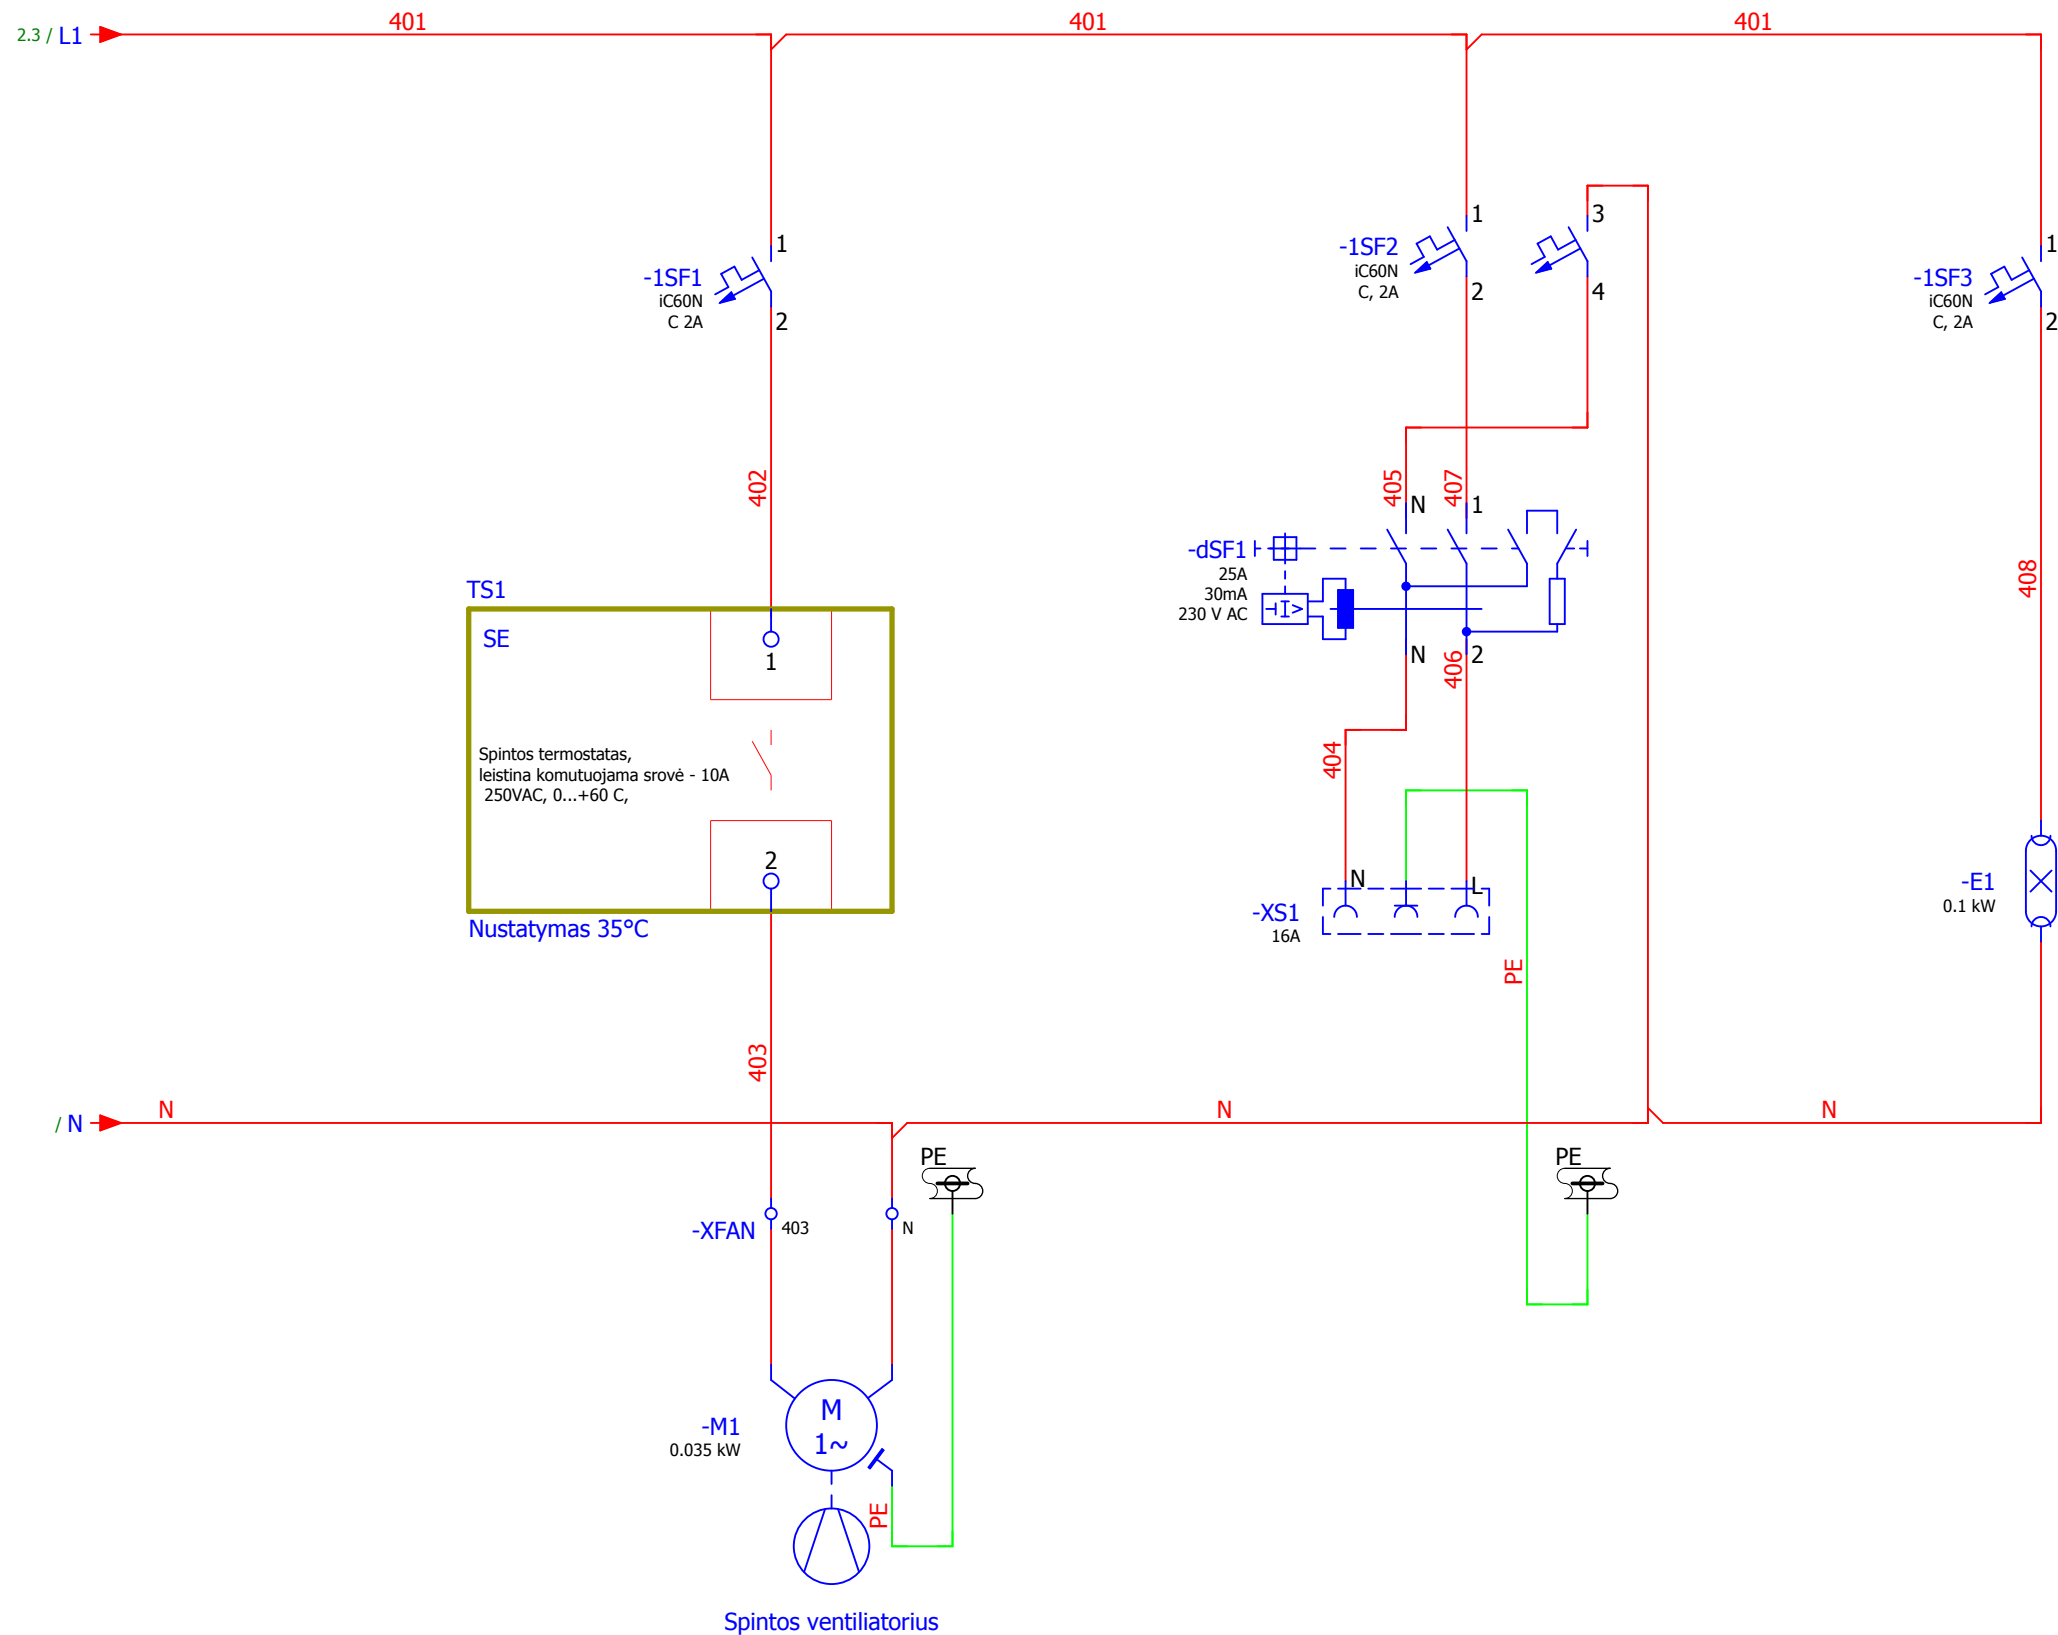 401
401
401
2.3 / L1
1
3
-1SF2
iC60N
C, 2A
2
4
1
-1SF1
iC60N
C 2A
2
1
-1SF3
iC60N
C, 2A
2
402
405
N
407
1
-dSF1
25A
30mA
230 V AC
I>
N
406
2
408
TS1
SE
1
Spintos termostatas,
leistina komutuojama srovė - 10A
250VAC, 0...+60 C,
2
Nustatymas 35°C
404
N
L
-XS1
16A
PE
-E1
0.1 kW
403
/ N
N
N
N
PE
PE
-XFAN
403
N
M
1~
-M1
0.035 kW
PE
Spintos ventiliatorius